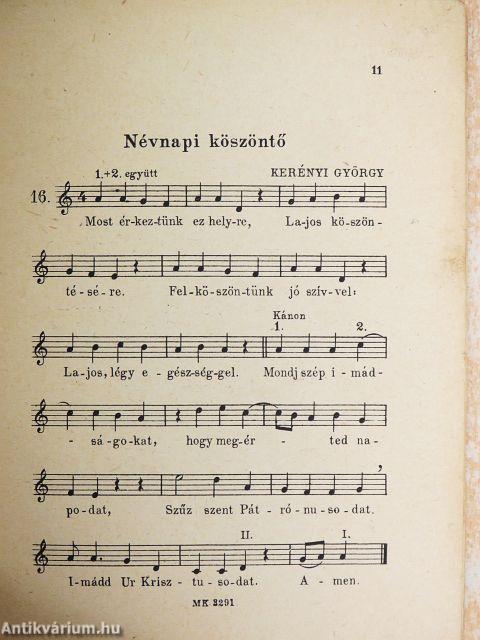 11
Névnapi köszöntő
1.+2. együtt KERÉNYI GYÖRGY
16. 4
Most ér-kez-tünk ez hely-re, La-jos kö-szön-
té-sé-re. Fel-kö-szön-tünk jó szív-vel:
Kánon
1. 2.
La-jos, légy e-gész-ség-gel. Mondj szép i-mád-
-sá-go-kat, hogy meg-ér-ted na-
po-dat, Szűz szent Pát-ró-nu-so-dat.
II. I.
I-mádd Ur Krisz-tu-so-dat. A-men.
MK 3291
Antikvárium.hu